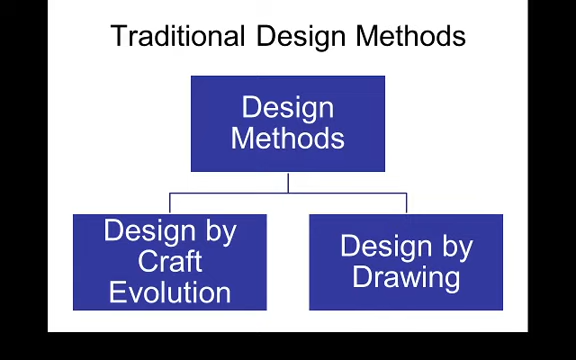 Traditional Design Methods
Design
Methods
Design by
Craft
Evolution
Design by
Drawing